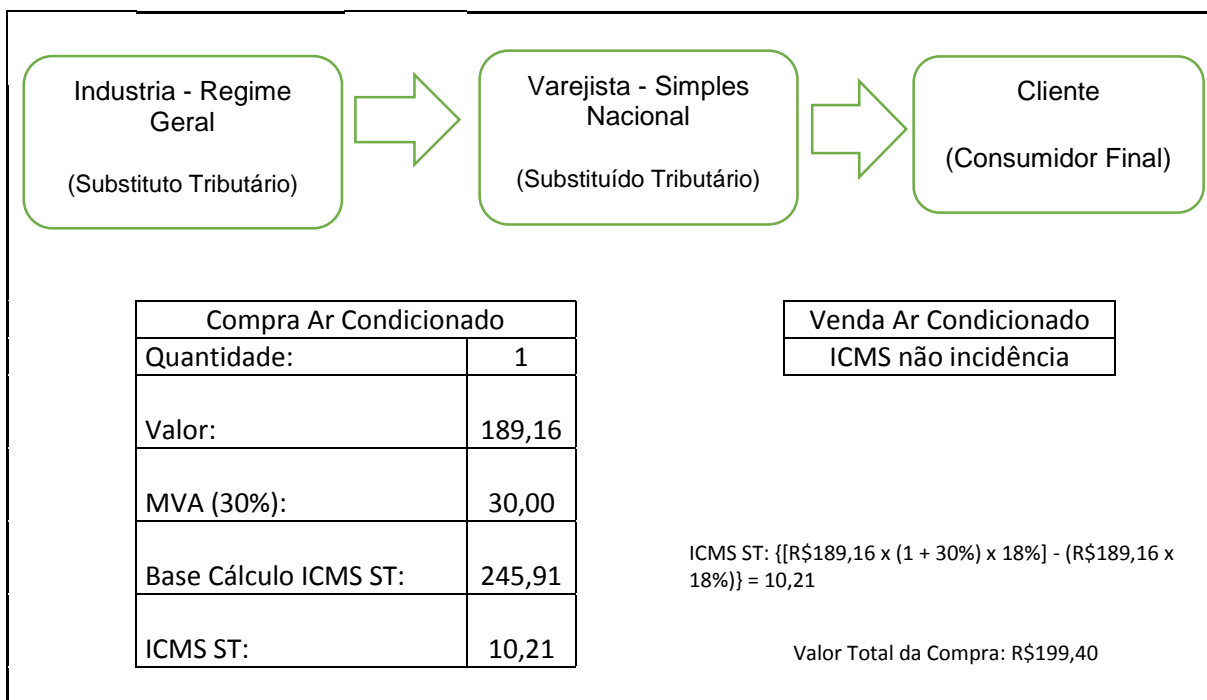 Industria - Regime
Geral
(Substituto Tributário)
Varejista - Simples
Nacional
(Substituído Tributário)
Cliente
(Consumidor Final)
Compra Ar Condicionado
Quantidade: 1
Valor: 189,16
MVA (30%): 30,00
Base Cálculo ICMS ST: 245,91
ICMS ST: 10,21
Venda Ar Condicionado
ICMS não incidência
ICMS ST: {[R$189,16 x (1 + 30%) x 18%] - (R$189,16 x
18%)} = 10,21
Valor Total da Compra: R$199,40